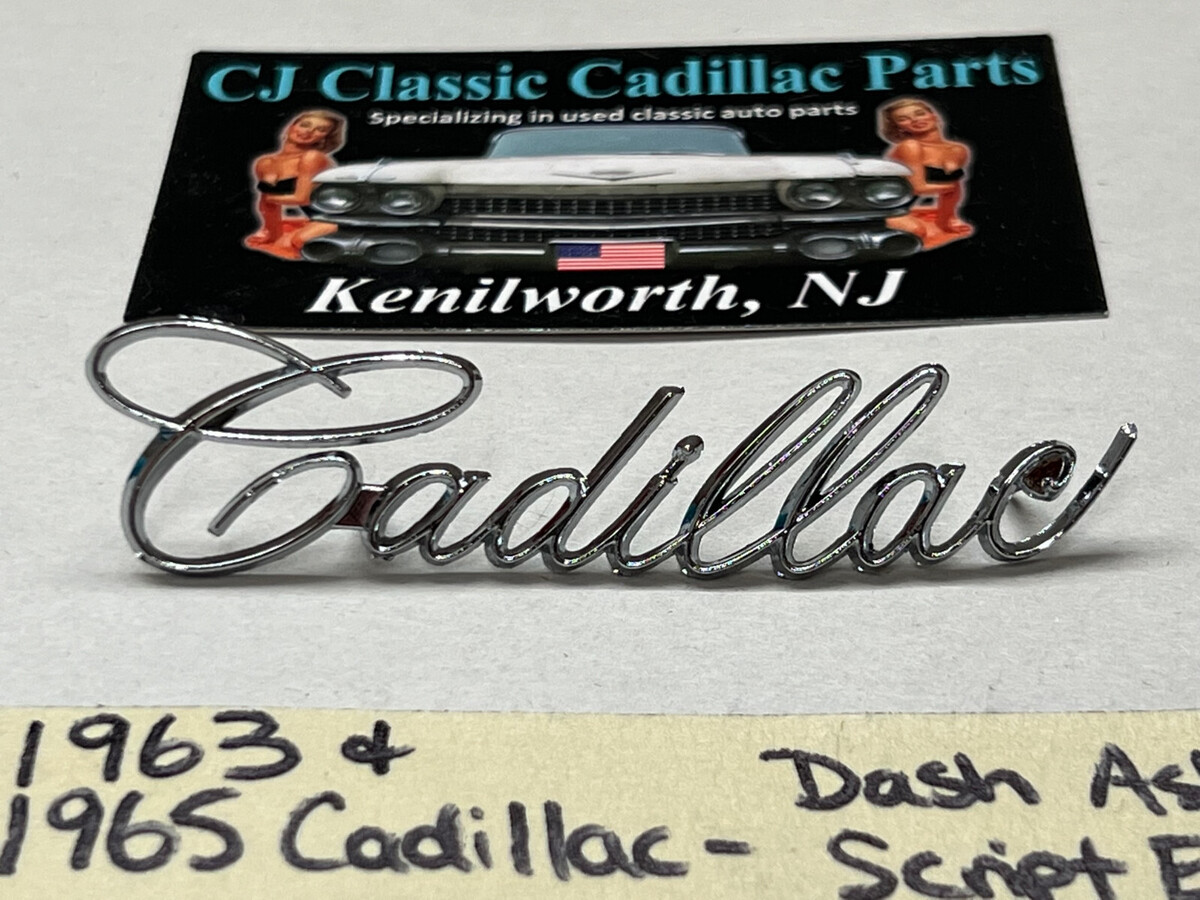 CJ Classic Cadillac Parts
Specializing in used classic auto parts
Kenilworth, NJ
Cadillac
1963 & Dash
1965 Cadillac - Script